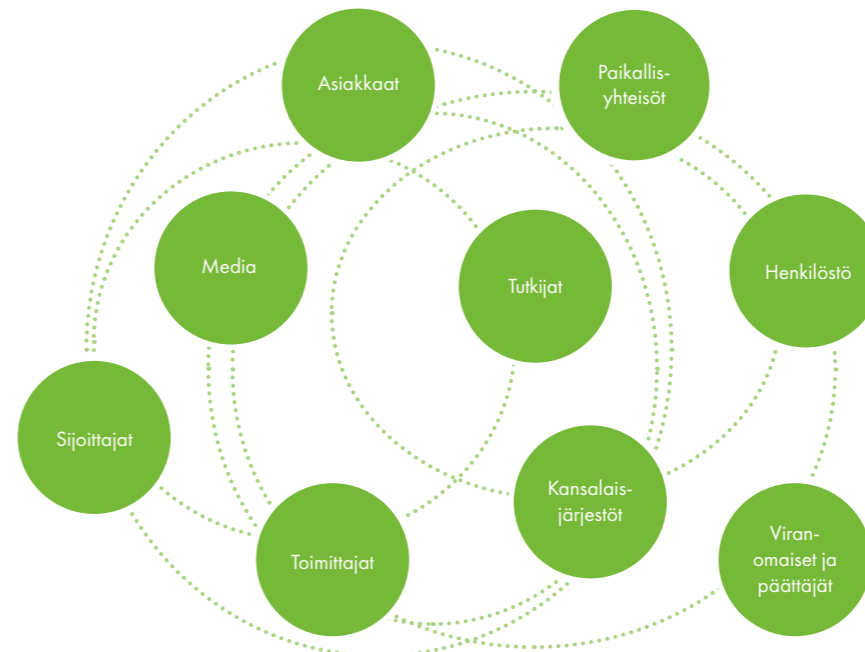 Asiakkaat
Paikallis-
yhteisöt
Media
Tutkijat
Henkilöstö
Sijoittajat
Toimittajat
Kansalais-
järjestöt
Viran-
omaiset ja
päättäjät